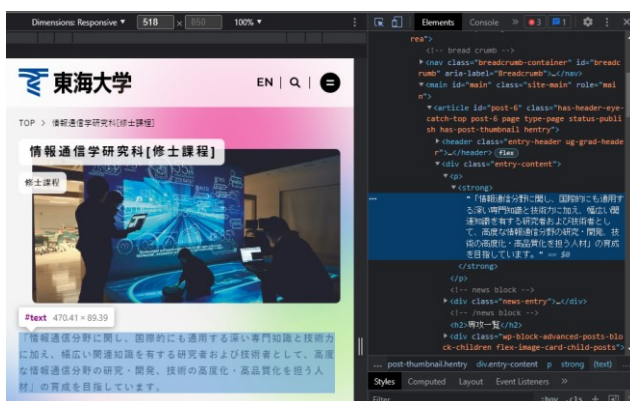 Dimensions: Responsive ▼ 518 × 850 100% ▼
Elements Console » 3 1
東海大学
EN
TOP > 情報通信学研究科[修士課程]
情報通信学研究科[修士課程]
修士課程
#text 470.41 × 89.39
「情報通信分野に関し、国際的にも通用する深い専門知識と技術力
に加え、幅広い関連知識を有する研究者および技術者として、高度
な情報通信分野の研究・開発、技術の高度化・高品質化を担う人
材」の育成を目指しています。
rea">
<!-- bread crumb -->
▶<nav class="breadcrumb-container" id="breadc
rumb" aria-label="Breadcrumb">…</nav>
▼<main id="main" class="site-main" role="mai
n">
▼<article id="post-6" class="has-header-eye-
catch-top post-6 page type-page status-publi
sh has-post-thumbnail hentry">
▶<header class="entry-header ug-grad-heade
r">…</header> flex
▼<div class="entry-content">
▼<p>
▼<strong>
"「情報通信分野に関し、国際的にも通用す
る深い専門知識と技術力に加え、幅広い関
連知識を有する研究者および技術者とし
て、高度な情報通信分野の研究・開発、技
術の高度化・高品質化を担う人材」の育成
を目指しています。" == $0
</strong>
</p>
<!-- news block -->
▶<div class="news-entry">…</div>
<!-- /news block -->
<h2>専攻一覧</h2>
▶<div class="wp-block-advanced-posts-blo
ck-children flex-image-card-child-posts">
... post-thumbnail.hentry div.entry-content p strong (text) ...
Styles Computed Layout Event Listeners »
Filter :hov .cls +